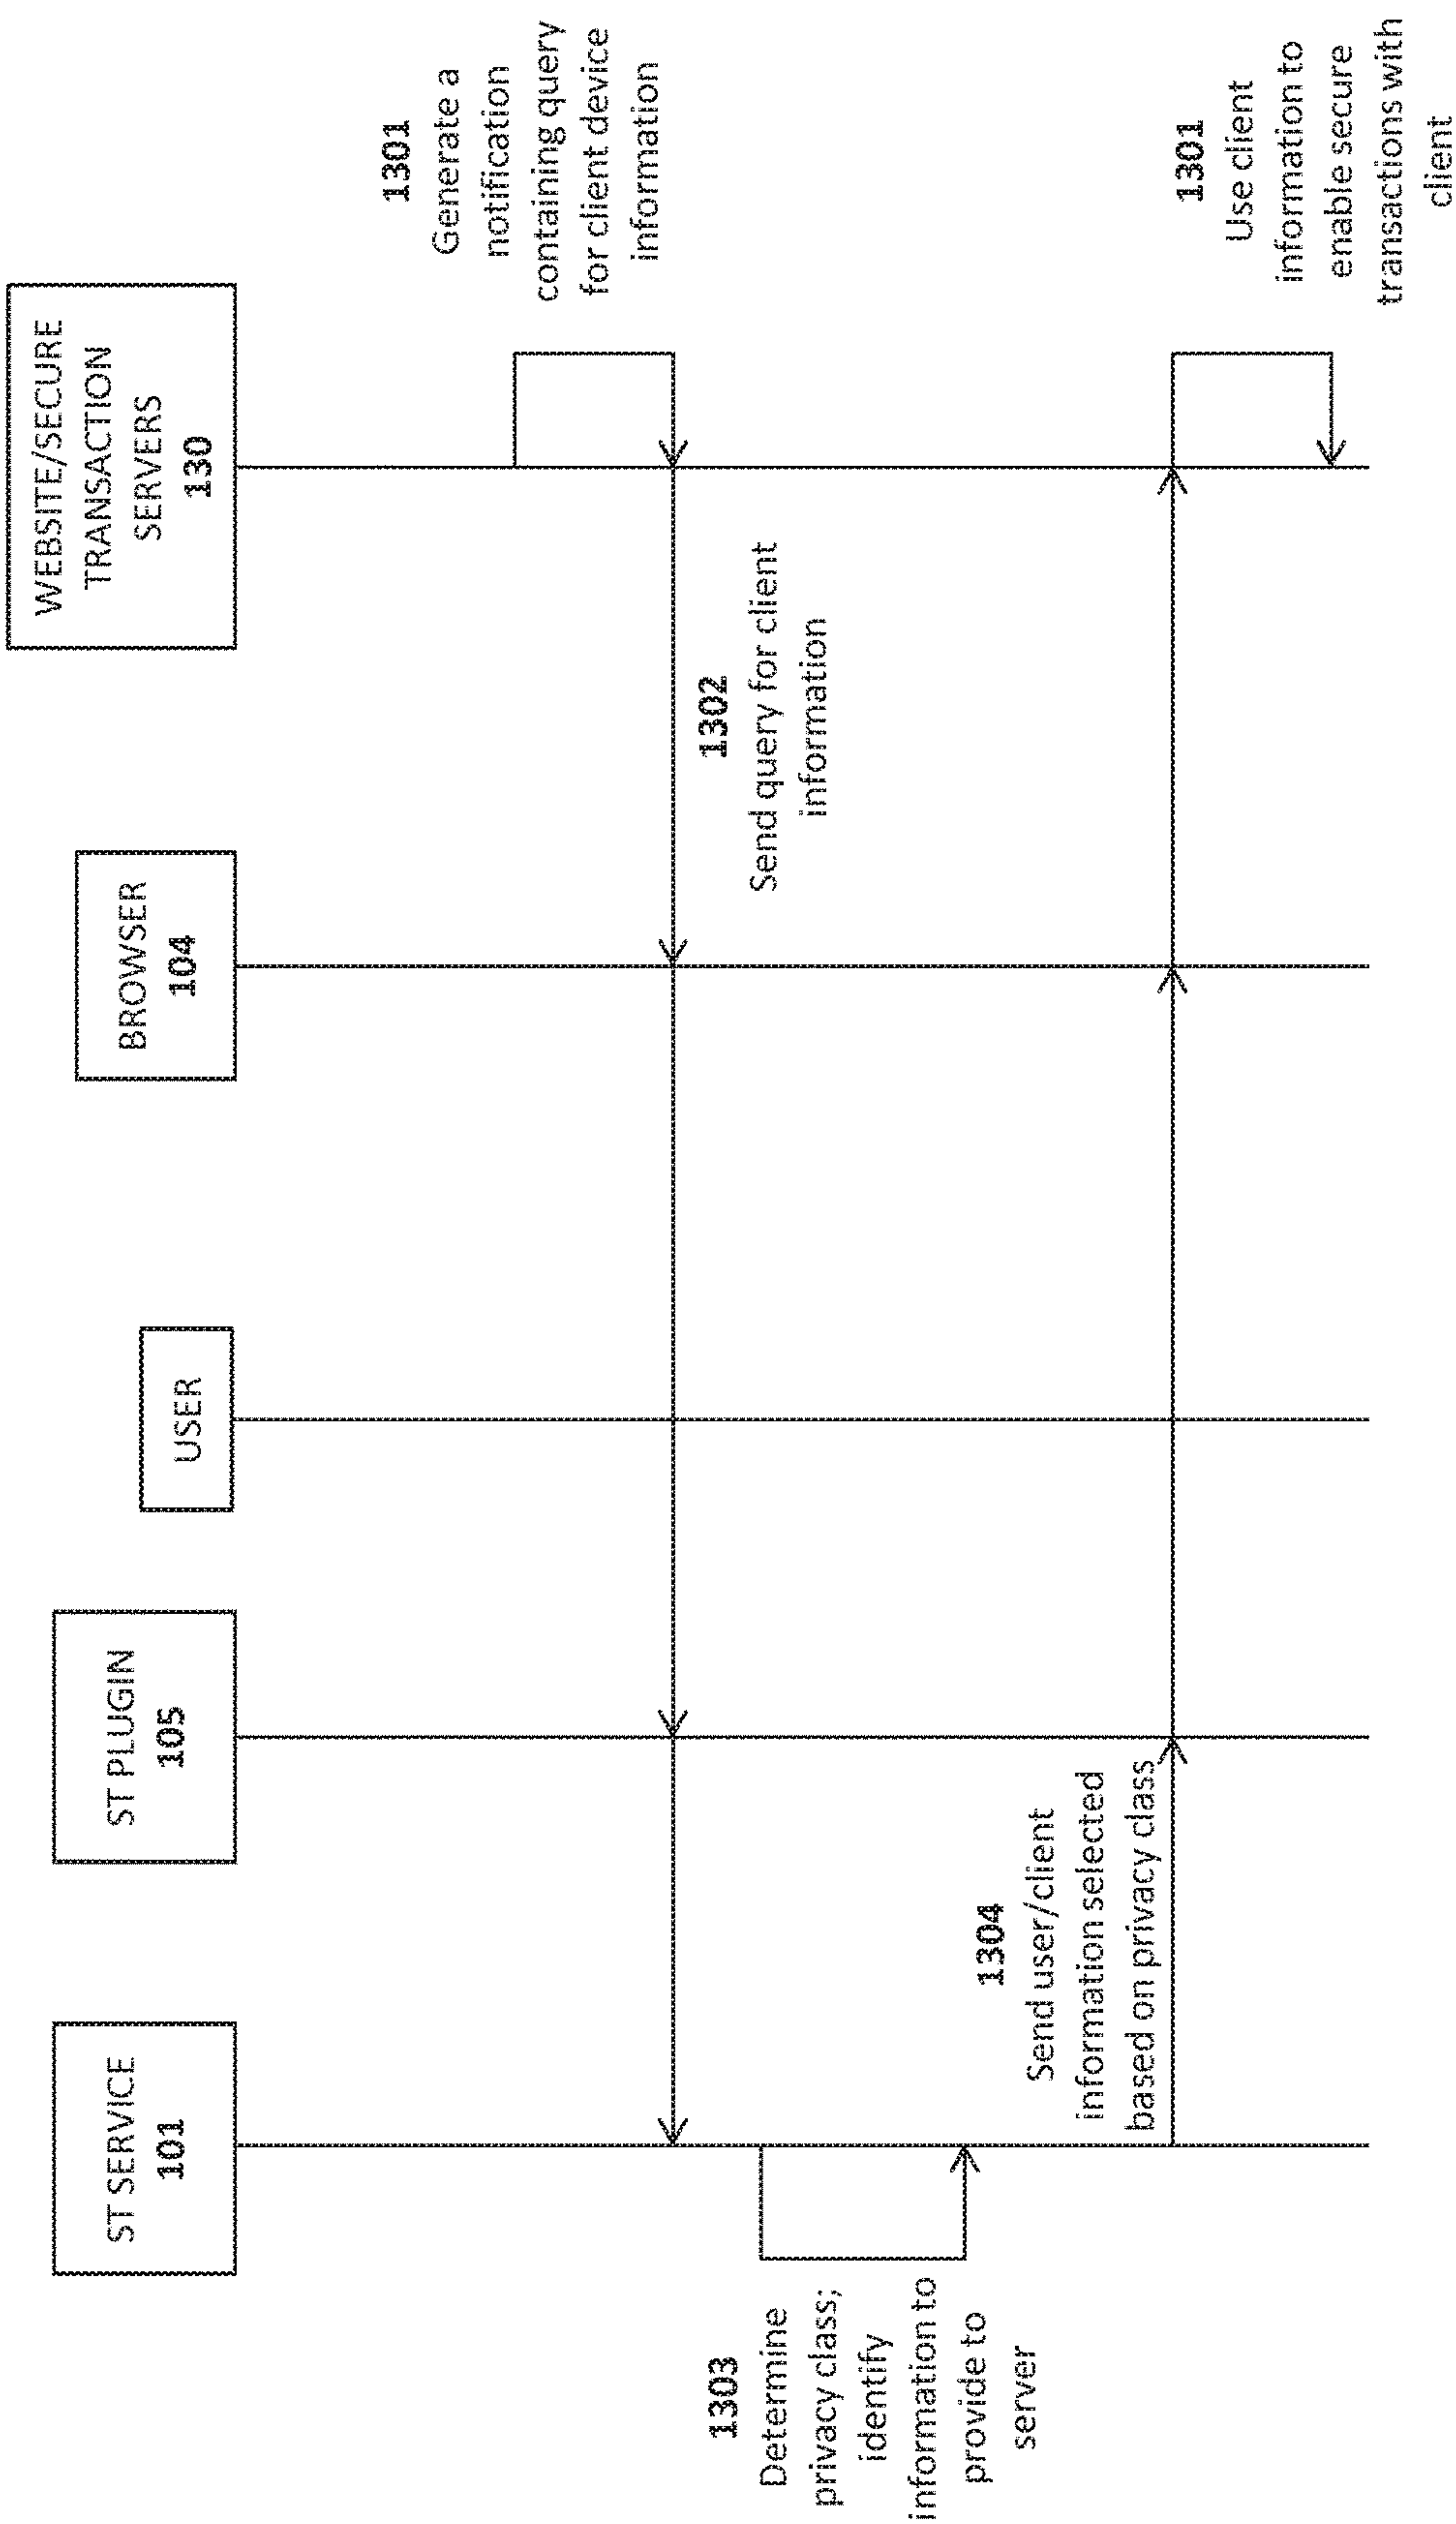 ST SERVICE
101
ST PLUGIN
105
USER
BROWSER
104
WEBSITE/SECURE
TRANSACTION
SERVERS
130
1301
Generate a
notification
containing query
for client device
information
1302
Send query for client
information
1303
Determine
privacy class;
identify
information to
provide to
server
1304
Send user/client
information selected
based on privacy class
1301
Use client
information to
enable secure
transactions with
client